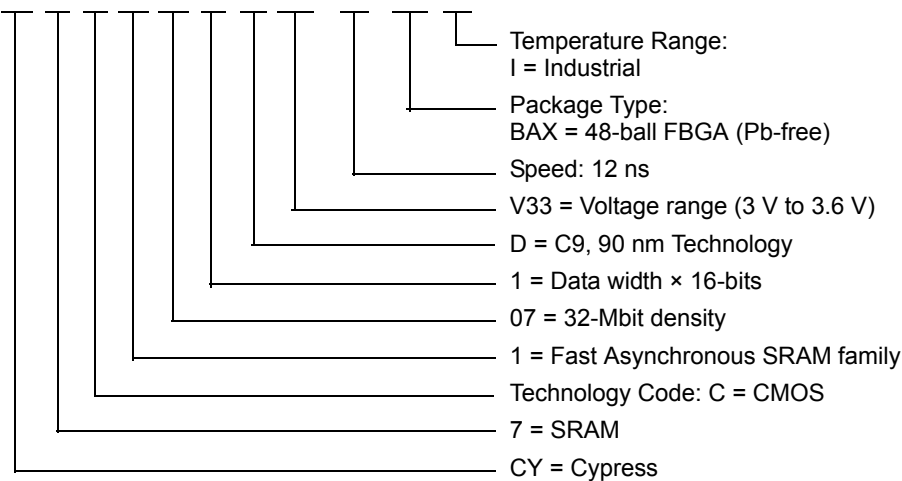 Temperature Range:
I = Industrial
Package Type:
BAX = 48-ball FBGA (Pb-free)
Speed: 12 ns
V33 = Voltage range (3 V to 3.6 V)
D = C9, 90 nm Technology
1 = Data width × 16-bits
07 = 32-Mbit density
1 = Fast Asynchronous SRAM family
Technology Code: C = CMOS
7 = SRAM
CY = Cypress